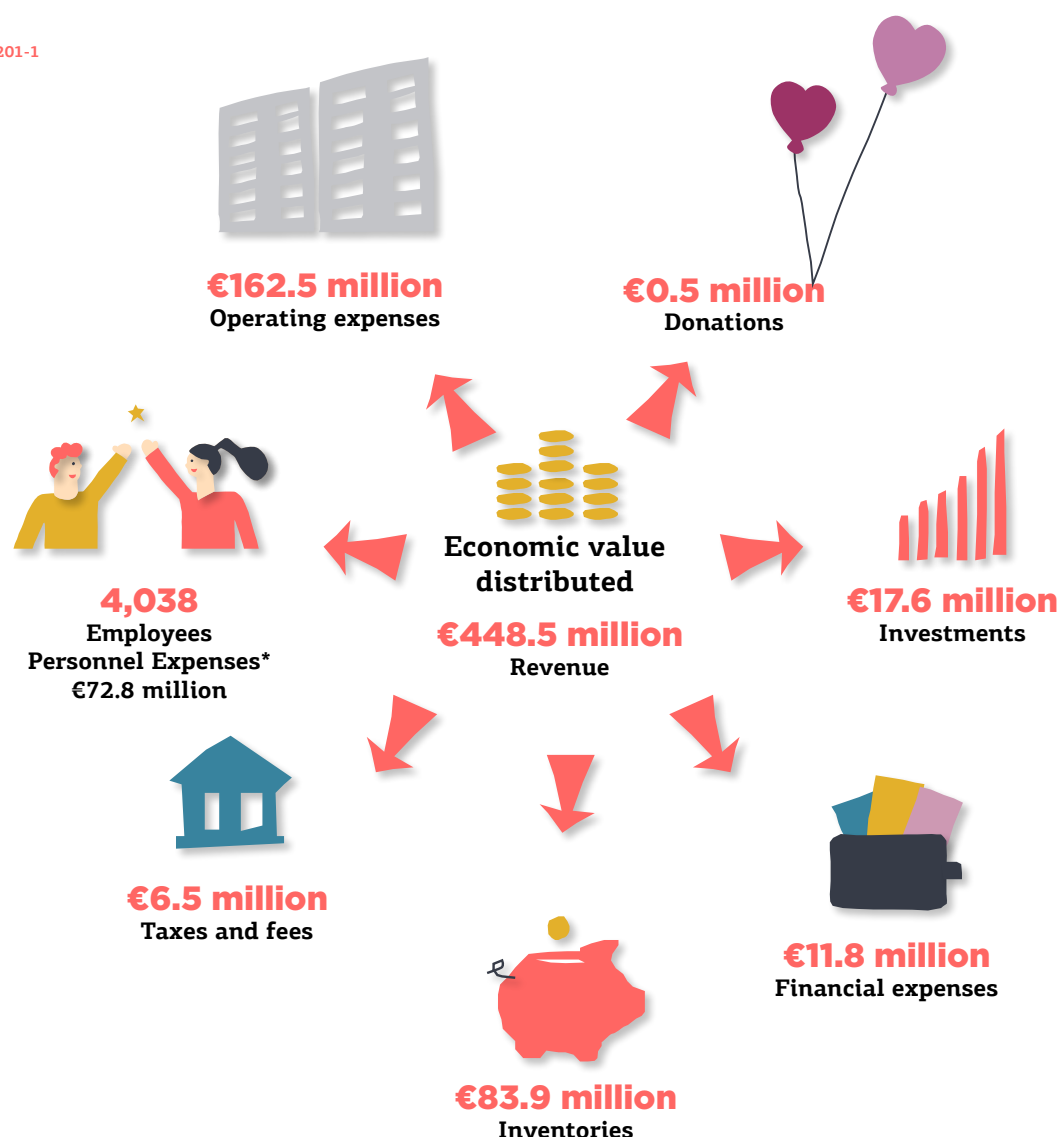 201-1
€162.5 million
Operating expenses
€0.5 million
Donations
4,038
Employees
Personnel Expenses*
€72.8 million
Economic value
distributed
€448.5 million
Revenue
€17.6 million
Investments
€6.5 million
Taxes and fees
€11.8 million
Financial expenses
€83.9 million
Inventories